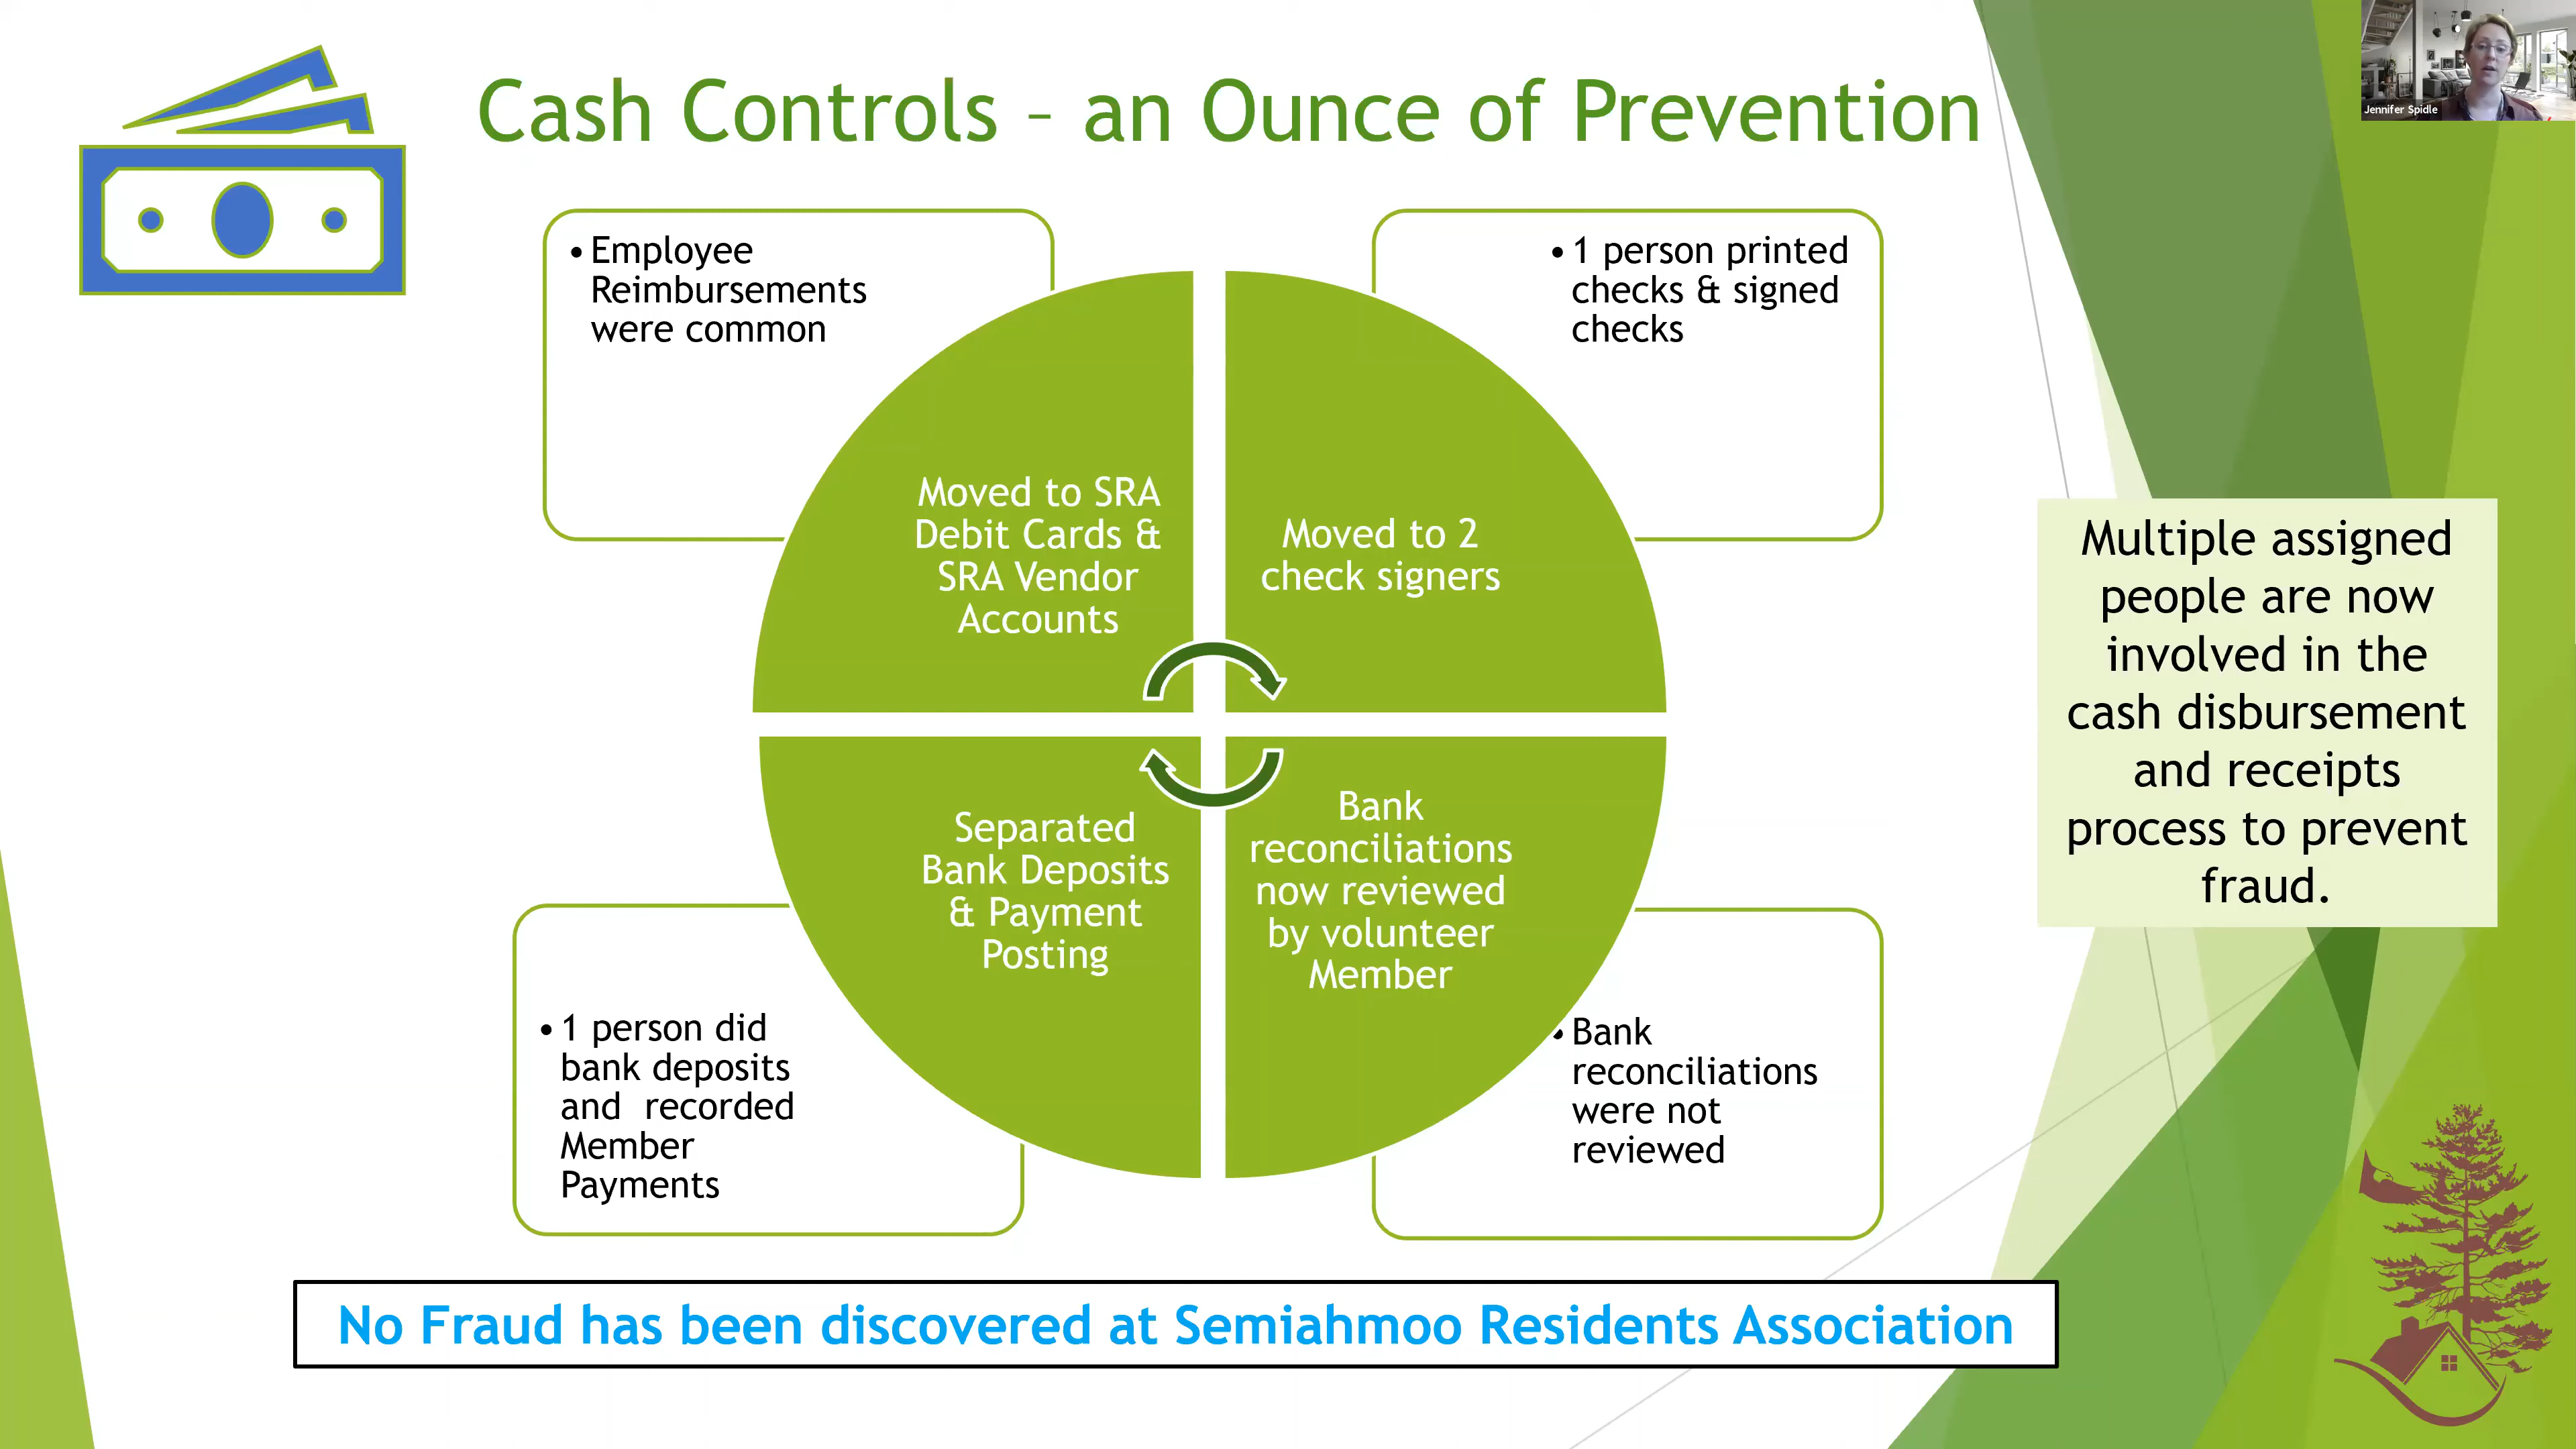 Jennifer Spidle
Cash Controls – an Ounce of Prevention
• Employee
Reimbursements
were common
• 1 person printed
checks & signed
checks
Moved to SRA
Debit Cards &
SRA Vendor
Accounts
Moved to 2
check signers
Separated
Bank Deposits
& Payment
Posting
Bank
reconciliations
now reviewed
by volunteer
Member
• 1 person did
bank deposits
and  recorded
Member
Payments
• Bank
reconciliations
were not
reviewed
Multiple assigned
people are now
involved in the
cash disbursement
and receipts
process to prevent
fraud.
No Fraud has been discovered at Semiahmoo Residents Association